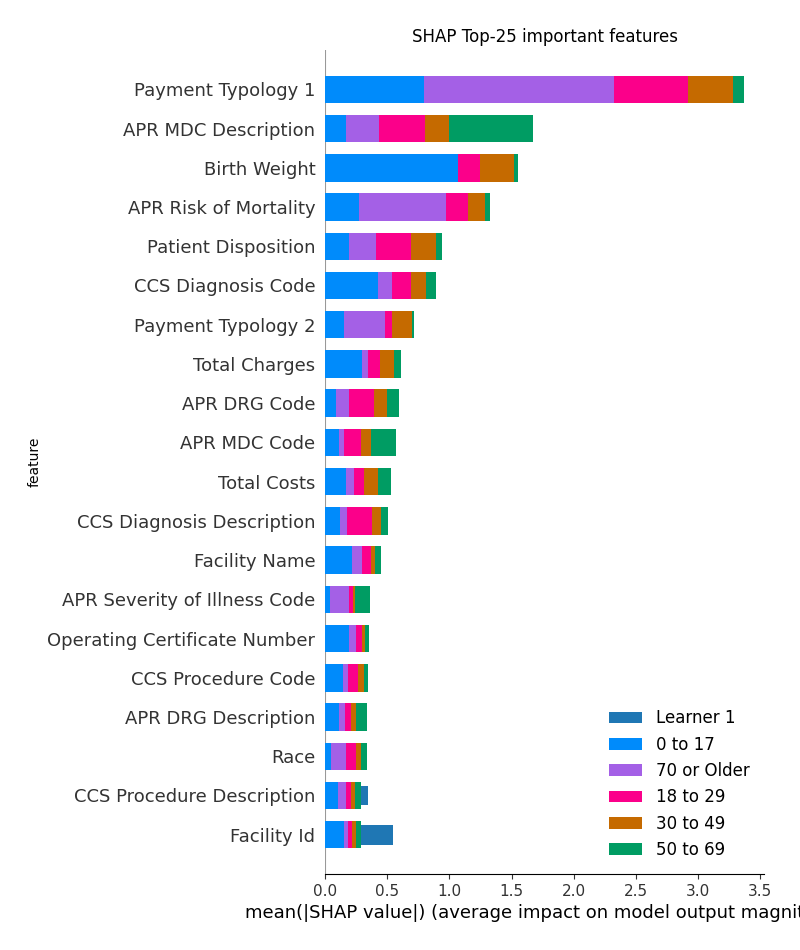 SHAP Top-25 important features
Payment Typology 1
APR MDC Description
Birth Weight
APR Risk of Mortality
Patient Disposition
CCS Diagnosis Code
Payment Typology 2
Total Charges
APR DRG Code
APR MDC Code
Total Costs
CCS Diagnosis Description
Facility Name
APR Severity of Illness Code
Operating Certificate Number
CCS Procedure Code
APR DRG Description
Race
CCS Procedure Description
Facility Id
feature
Learner 1
0 to 17
70 or Older
18 to 29
30 to 49
50 to 69
0.0 0.5 1.0 1.5 2.0 2.5 3.0 3.5
mean(|SHAP value|) (average impact on model output magnit